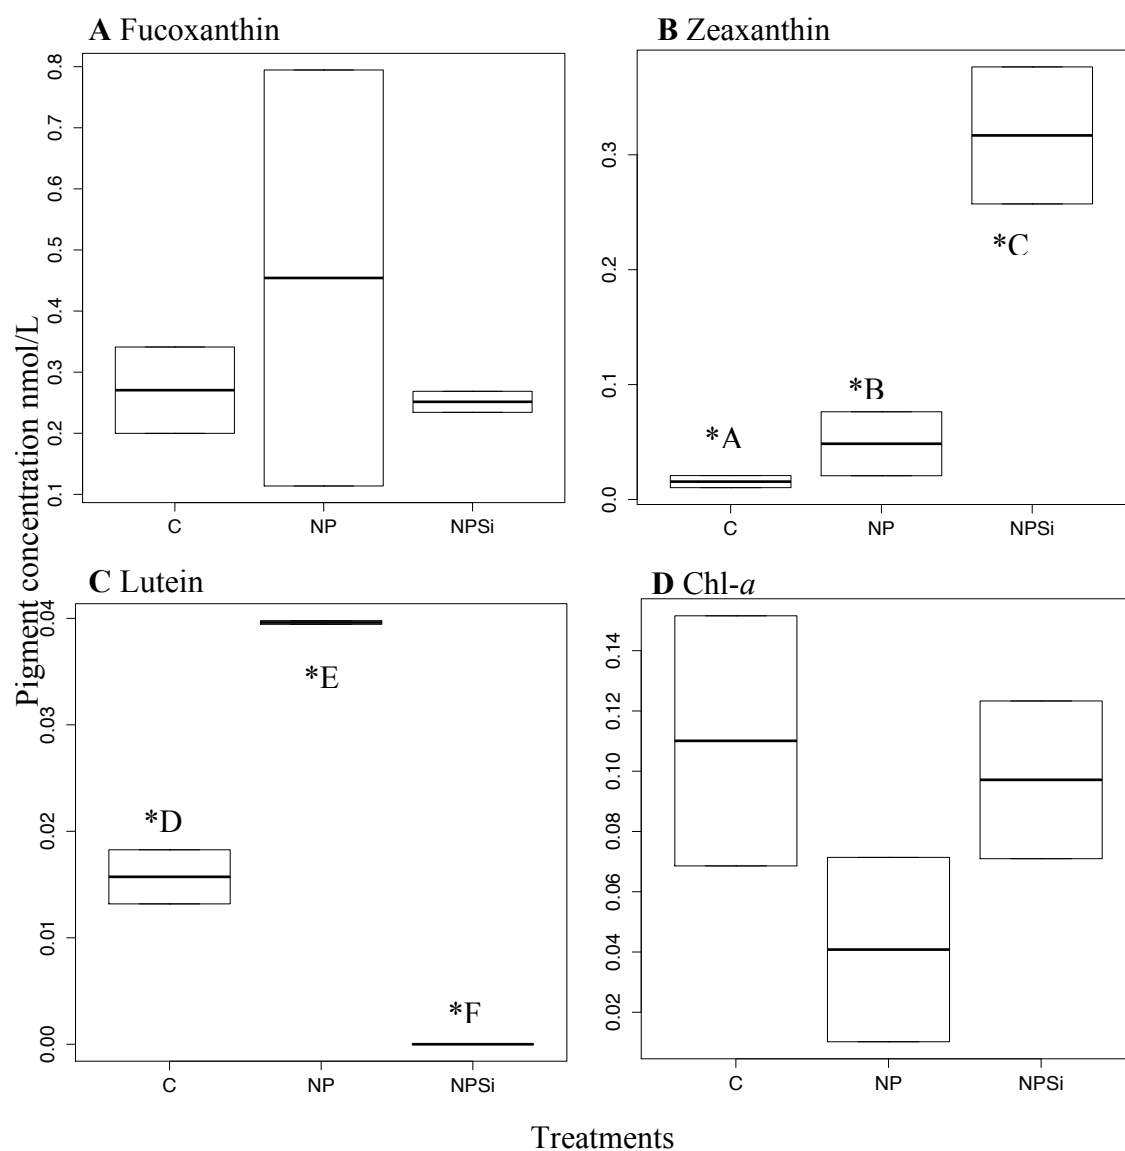 A Fucoxanthin
B Zeaxanthin
0.8
0.7
0.6
0.5
0.4
0.3
0.2
0.1
C
NP
NPSi
0.3
0.2
0.1
0.0
*A
*B
*C
C
NP
NPSi
Pigment concentration nmol/L
C Lutein
D Chl-a
0.04
0.03
0.02
0.01
0.00
*D
*E
*F
C
NP
NPSi
0.14
0.12
0.10
0.08
0.06
0.04
0.02
C
NP
NPSi
Treatments